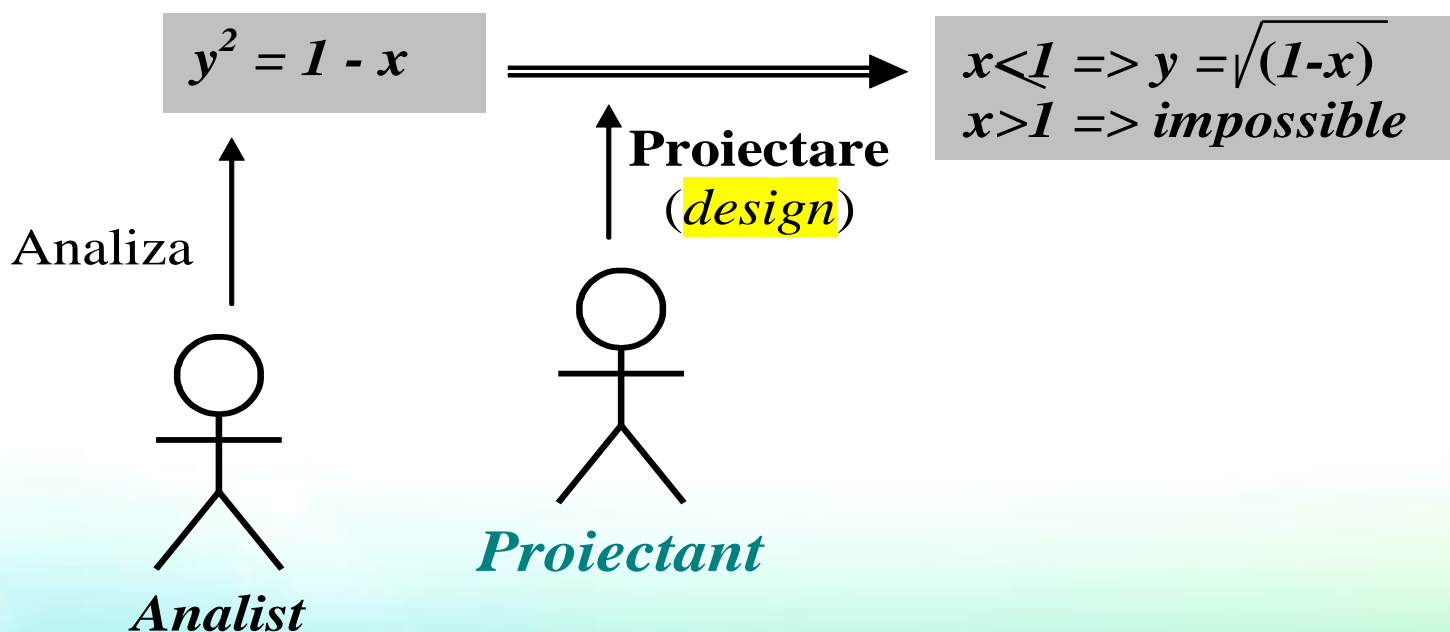 y² = 1 - x
x≤1 => y =√(1-x)
x>1 => impossible
Proiectare
(design)
Analiza
Proiectant
Analist